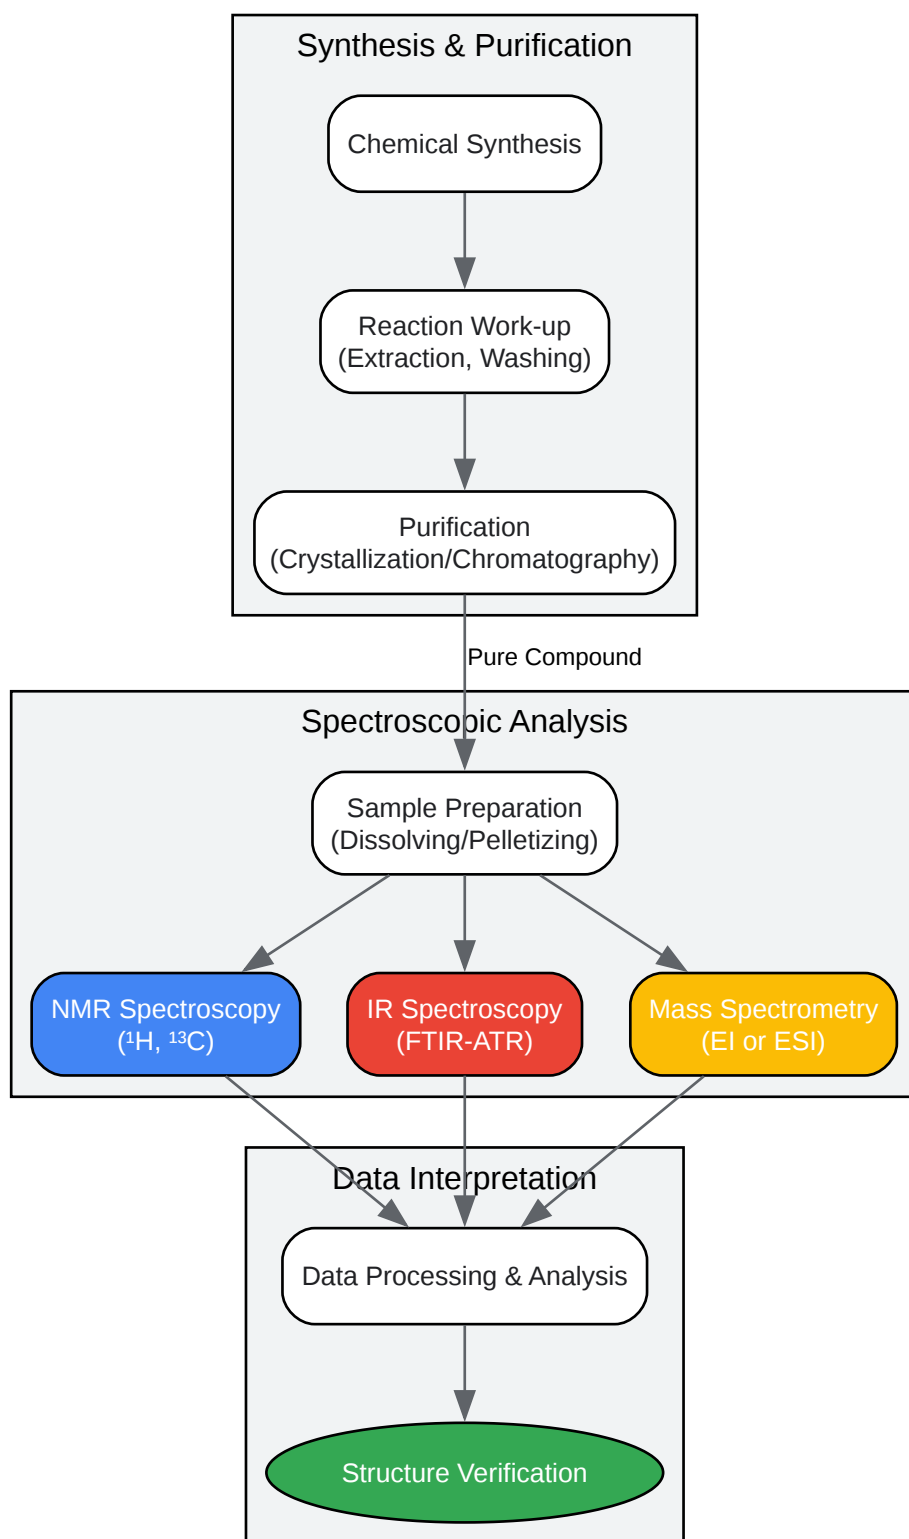 Synthesis & Purification
Chemical Synthesis
Reaction Work-up
(Extraction, Washing)
Purification
(Crystallization/Chromatography)
Pure Compound
Spectroscopic Analysis
Sample Preparation
(Dissolving/Pelletizing)
NMR Spectroscopy
(¹H, ¹³C)
IR Spectroscopy
(FTIR-ATR)
Mass Spectrometry
(EI or ESI)
Data Interpretation
Data Processing & Analysis
Structure Verification